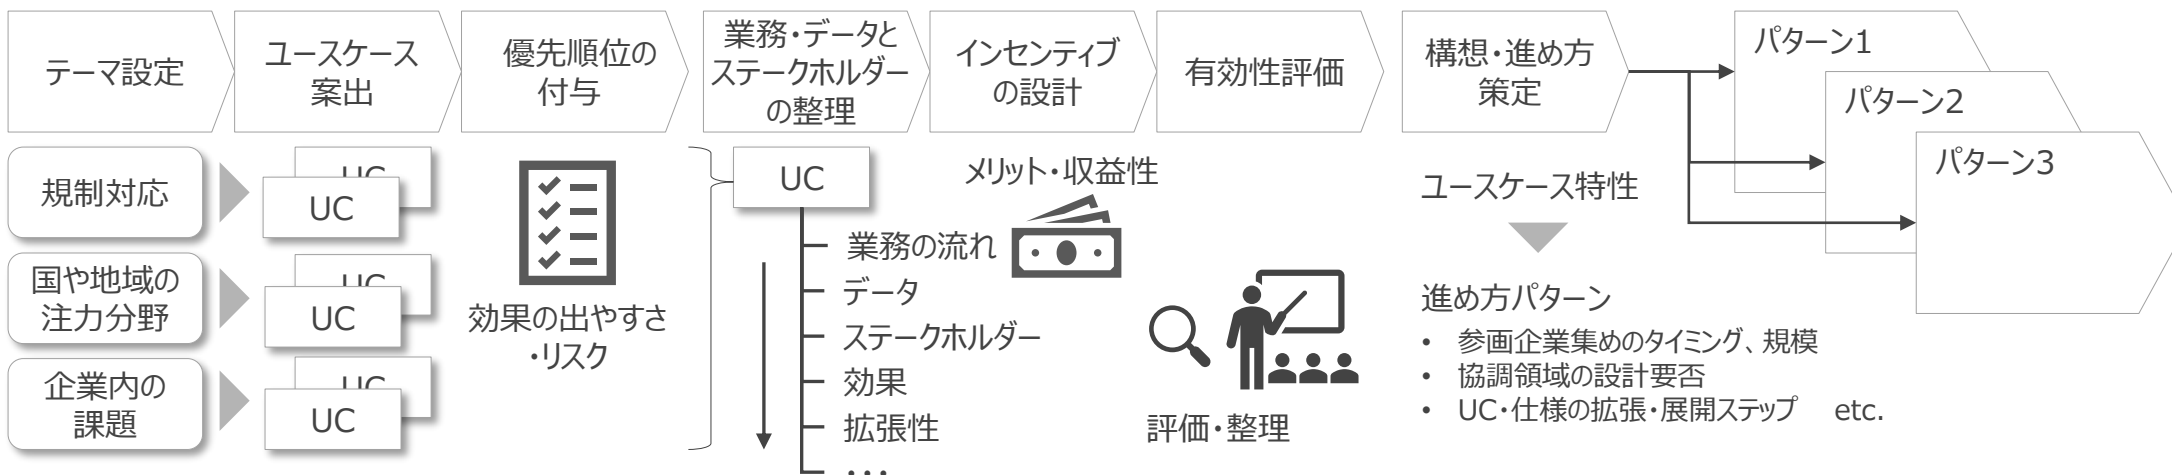 テーマ設定
ユースケース
案出
優先順位の
付与
業務・データと
ステークホルダー
の整理
インセンティブ
の設計
有効性評価
構想・進め方
策定
パターン1
パターン2
パターン3
規制対応
UC
UC
国や地域の
注力分野
UC
UC
企業内の
課題
UC
UC
効果の出やすさ
・リスク
UC
業務の流れ
データ
ステークホルダー
効果
拡張性
・・・
メリット・収益性
評価・整理
ユースケース特性
進め方パターン
• 参画企業集めのタイミング、規模
• 協調領域の設計要否
• UC・仕様の拡張・展開ステップ etc.